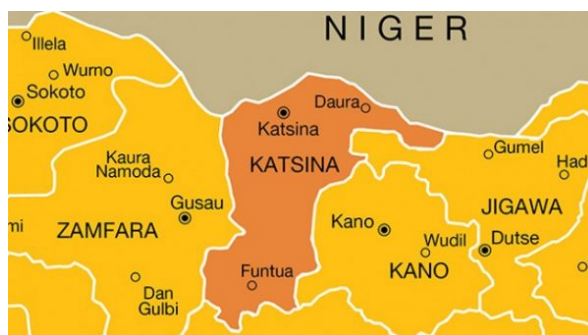 NIGER
Illela
Wurno
Sokoto
SOKOTO
Daura
Katsina
KATSINA
Kaura
Namoda
Gusau
ZAMFARA
mi
Gumel
Had
JIGAWA
Kano
Wudil
Dutse
KANO
Funtua
Dan
Gulbi